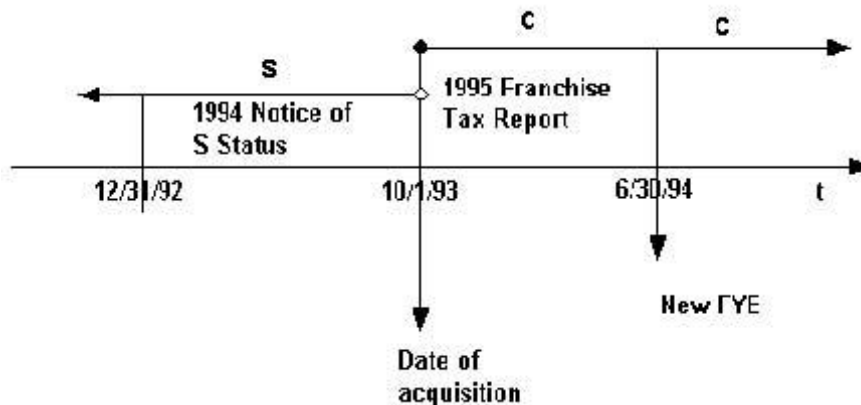 C C
S
1995 Franchise
Tax Report
1994 Notice of
S Status
12/31/92 10/1/93 6/30/94 t
New FYE
Date of
acquisition